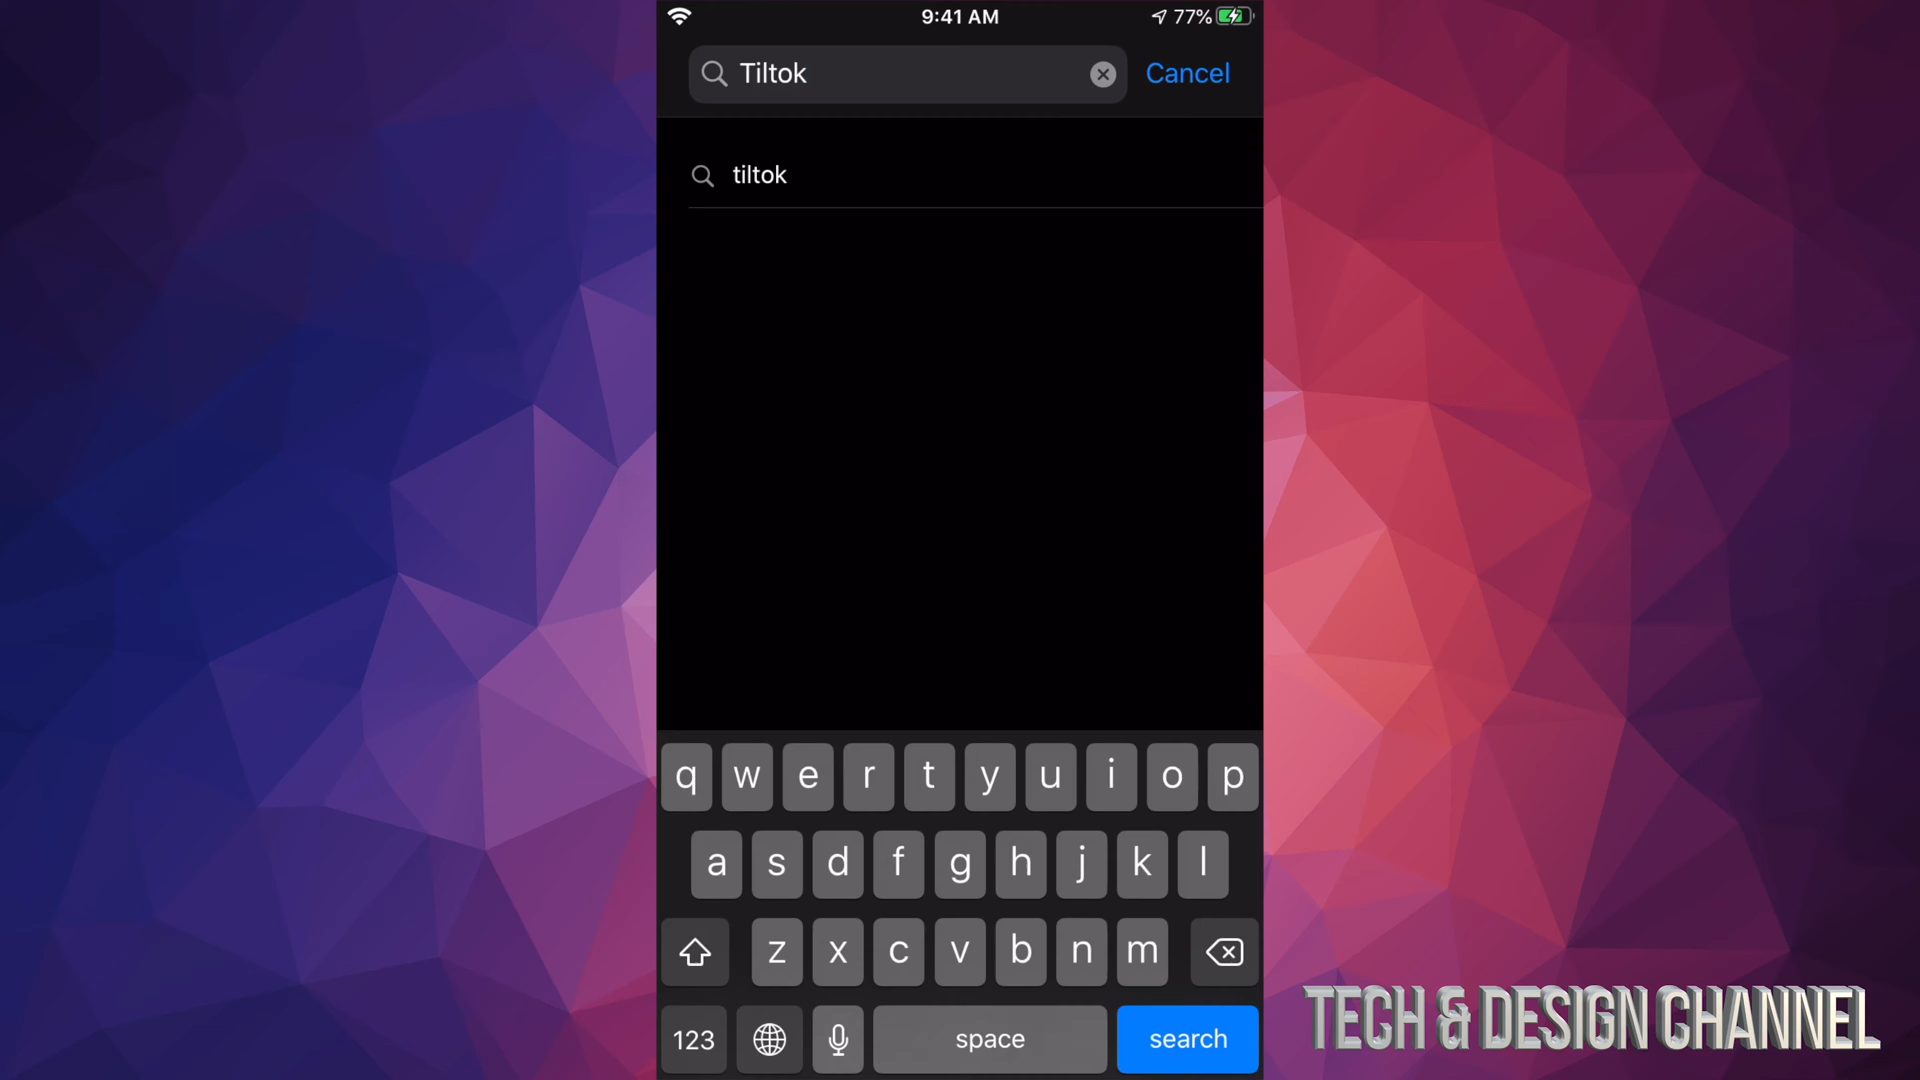 9:41 AM
77%
Tiltok
Cancel
tiltok
q w e r t y u i o p
a s d f g h j k l
z x c v b n m
123 space search
TECH & DESIGN CHANNEL